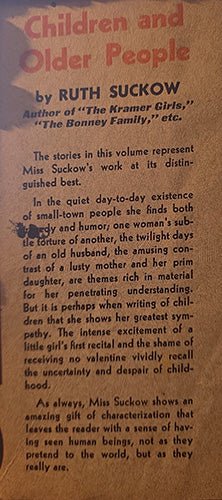 Children and
Older People
by RUTH SUCKOW
Author of "The Kramer Girls,"
"The Bonney Family," etc.
The stories in this volume represent
Miss Suckow's work at its distin-
guished best.
In the quiet day-to-day existence
of small-town people she finds both
and humor; one woman's sub-
tle torture of another, the twilight days
of an old husband, the amusing con-
trast of a lusty mother and her prim
daughter, are themes rich in material
for her penetrating understanding.
But it is perhaps when writing of chil-
dren that she shows her greatest sym-
pathy. The intense excitement of a
little girl's first recital and the shame of
receiving no valentine vividly recall
the uncertainty and despair of child-
hood.
As always, Miss Suckow shows an
amazing gift of characterization that
leaves the reader with a sense of hav-
ing seen human beings, not as they
pretend to the world, but as they
really are.